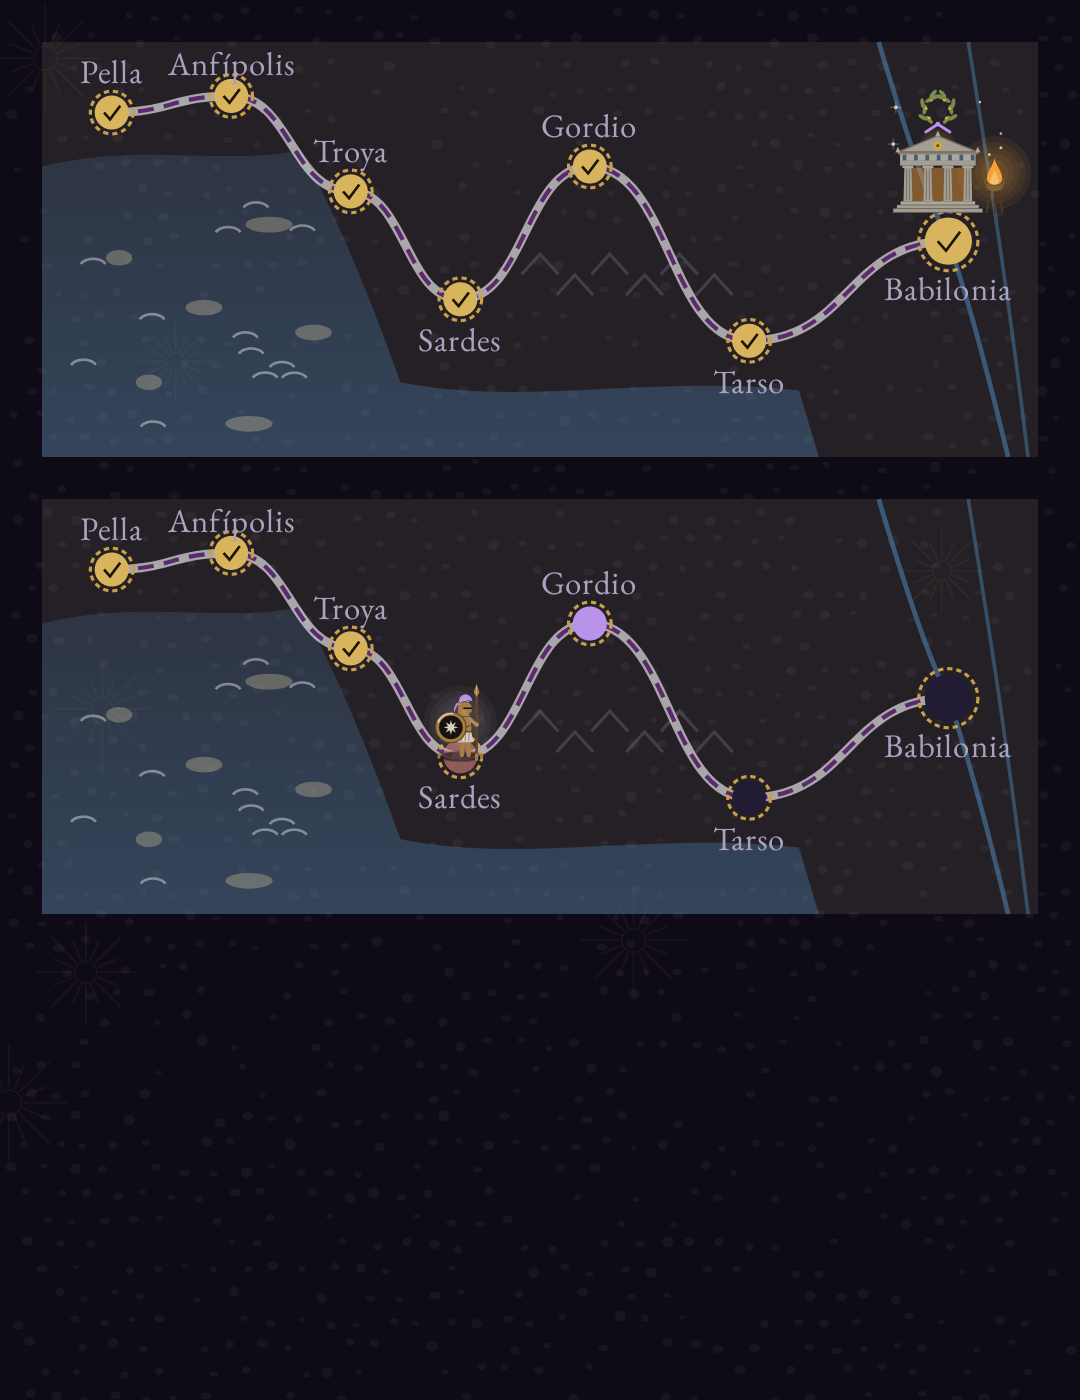 Pella
Anfípolis
Troya
Sardes
Gordio
Tarso
Babilonia
Pella
Anfípolis
Troya
Sardes
Gordio
Tarso
Babilonia